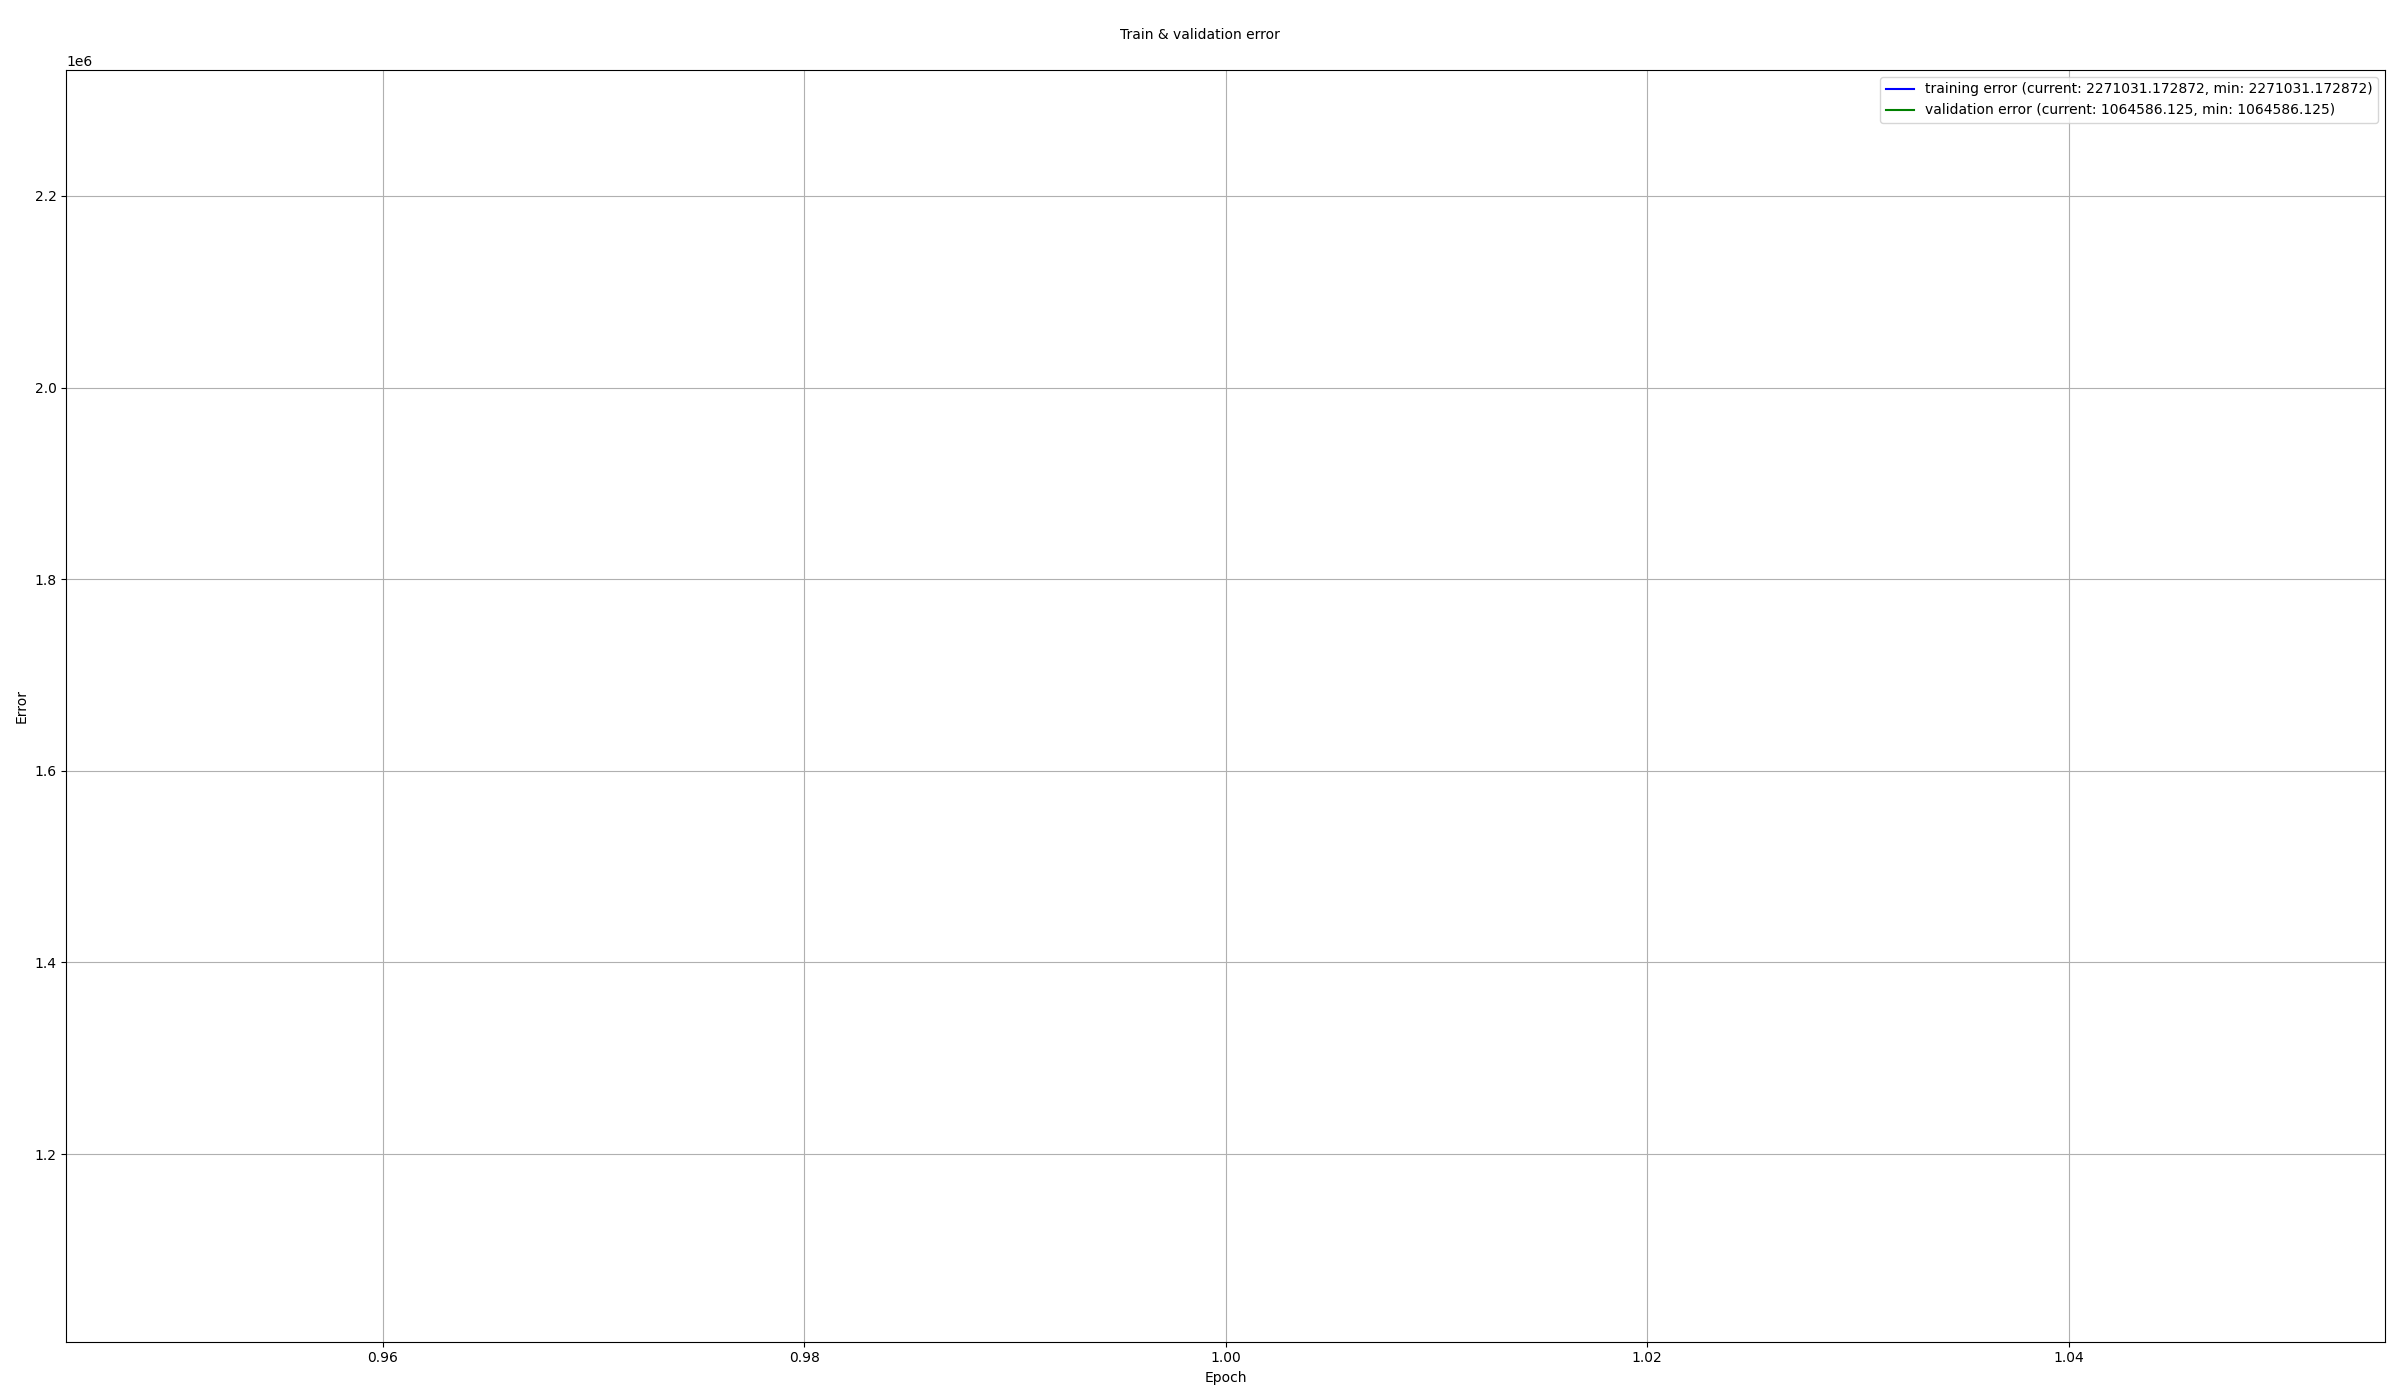 Train & validation error
1e6
training error (current: 2271031.172872, min: 2271031.172872)
validation error (current: 1064586.125, min: 1064586.125)
2.2
2.0
1.8
1.6
1.4
1.2
Error
0.96 0.98 1.00 1.02 1.04
Epoch